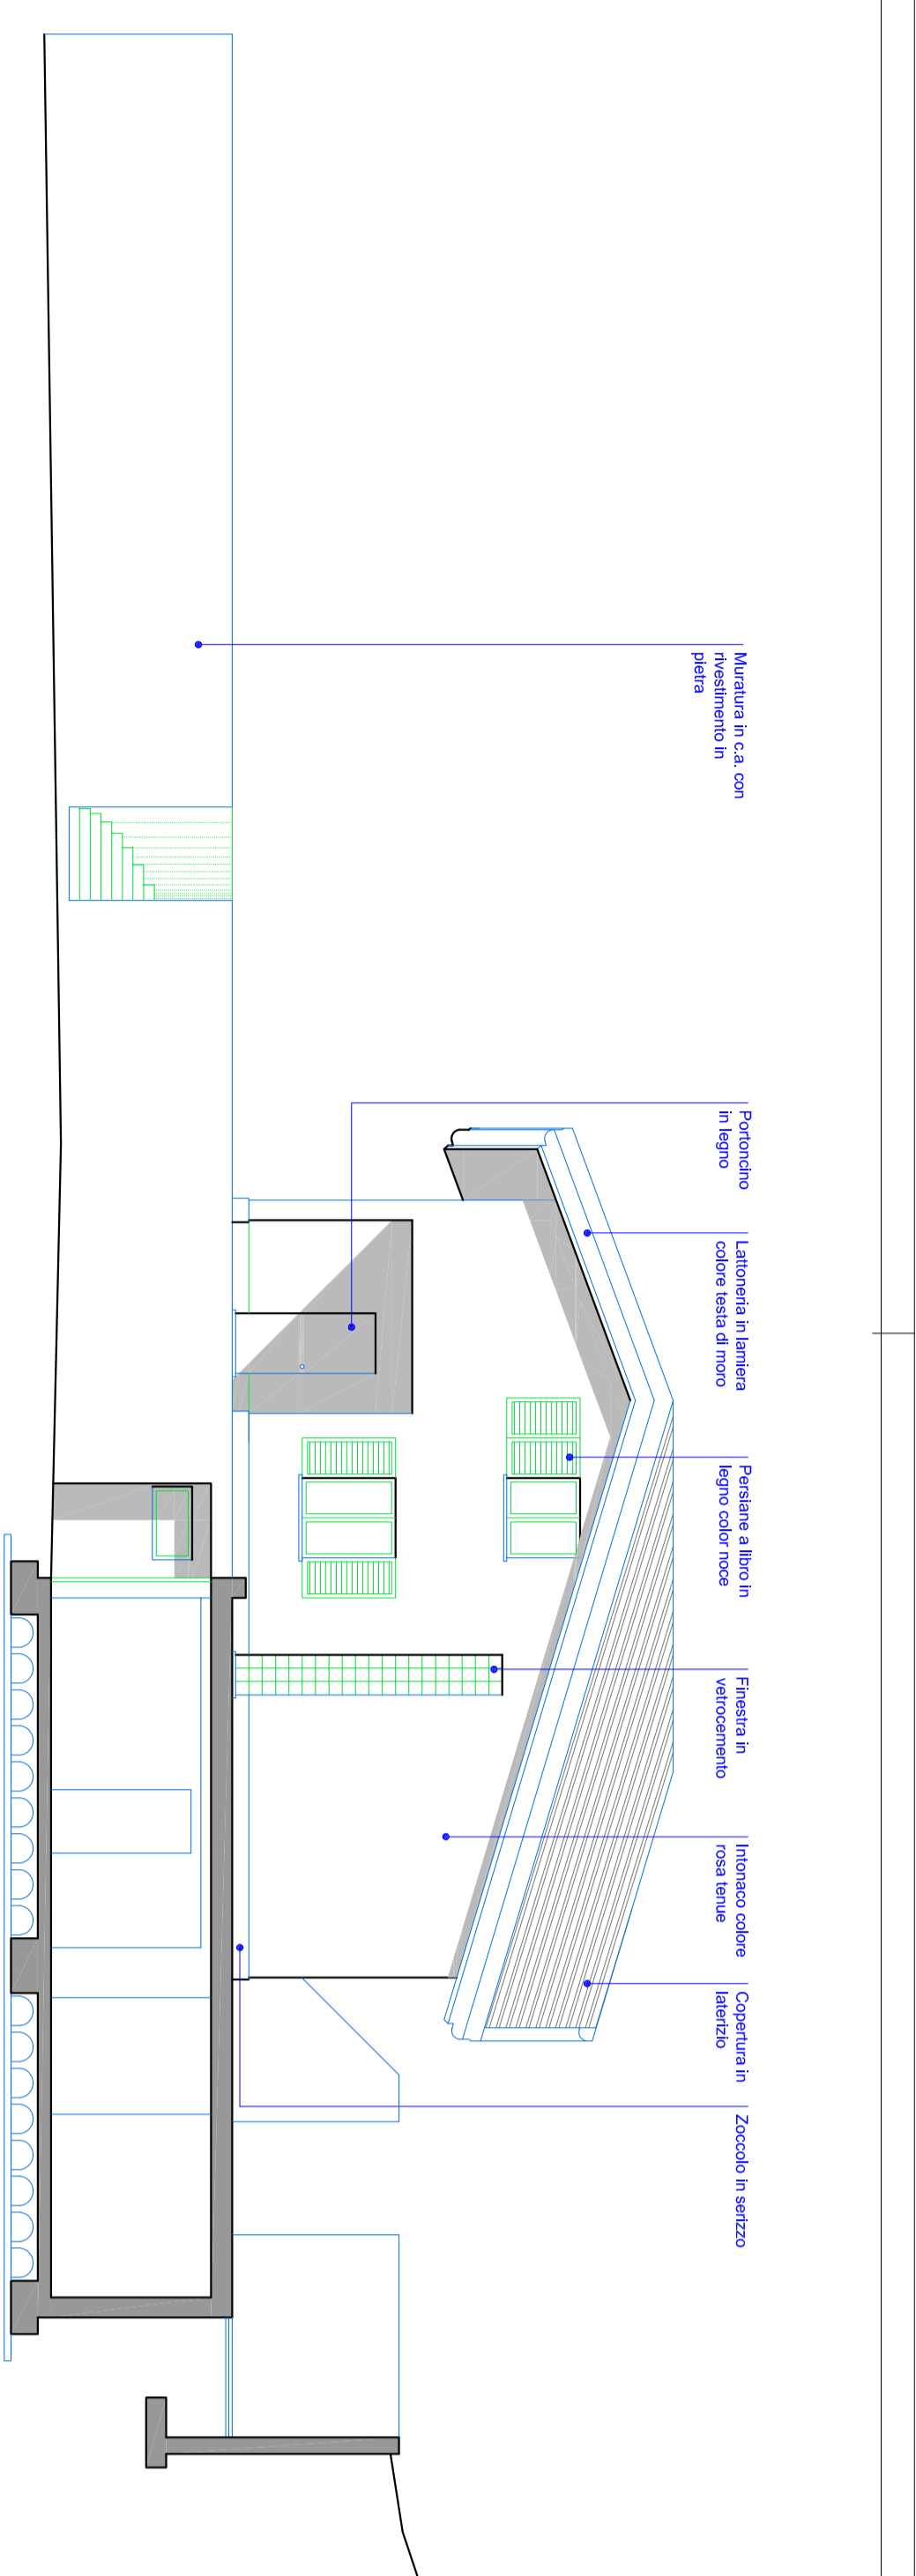 Muratura in c.a. con
rivestimento in
pietra
Portoncino
in legno
Lattoneria in lamiera
colore testa di moro
Persiane a libro in
legno color noce
Finestra in
vetrocemento
Intonaco colore
rosa tenue
Copertura in
laterizio
Zoccolo in serizzo